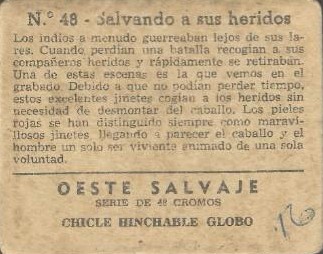 N.º 48 - Salvando a sus heridos
Los indios a menudo guerreaban lejos de sus la-
res. Cuando perdían una batalla recogían a sus
compañeros heridos y rápidamente se retiraban.
Una de estas escenas es la que vemos en el
grabado. Debido a que no podían perder tiempo,
estos excelentes jinetes cogían a los heridos sin
necesidad de desmontar del caballo. Los pieles
rojas se han distinguido siempre como maravi-
llosos jinetes, llegando a parecer el caballo y el
hombre un solo ser viviente animado de una sola
voluntad.
OESTE SALVAJE
SERIE DE 48 CROMOS
CHICLE HINCHABLE GLOBO